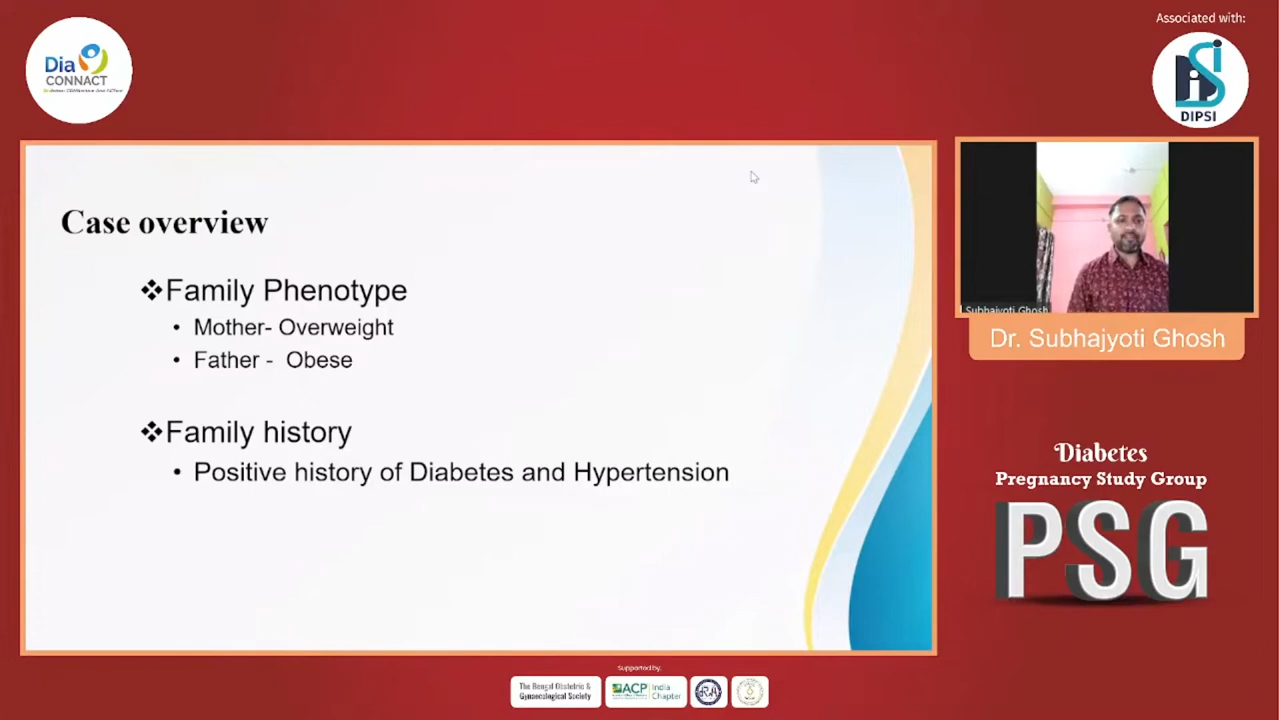 Associated with:
Dia
CONNACT
DiS
DIPSI
Case overview
❖Family Phenotype
• Mother- Overweight
• Father - Obese
❖Family history
• Positive history of Diabetes and Hypertension
Subhajyoti Ghosh
Dr. Subhajyoti Ghosh
Diabetes
Pregnancy Study Group
PSG
Supported by:
The Bengal Obstetric &
Gynaecological Society
ACP
India
Chapter